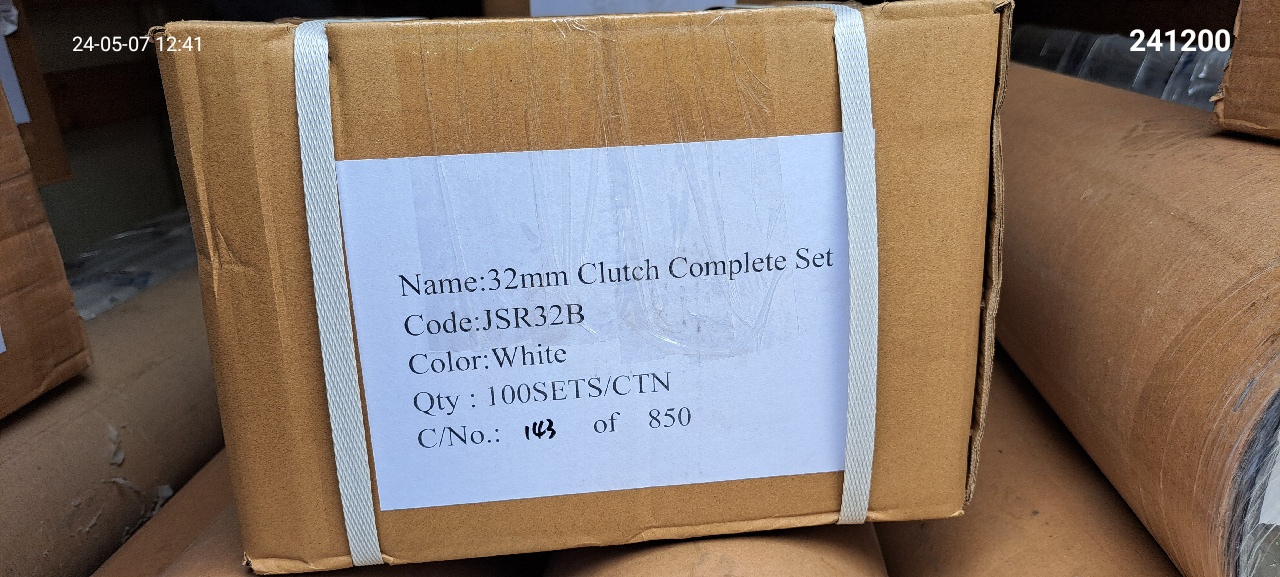 24-05-07 12:41
241200
Name:32mm Clutch Complete Set
Code:JSR32B
Color:White
Qty : 100SETS/CTN
C/No.: 143 of 850